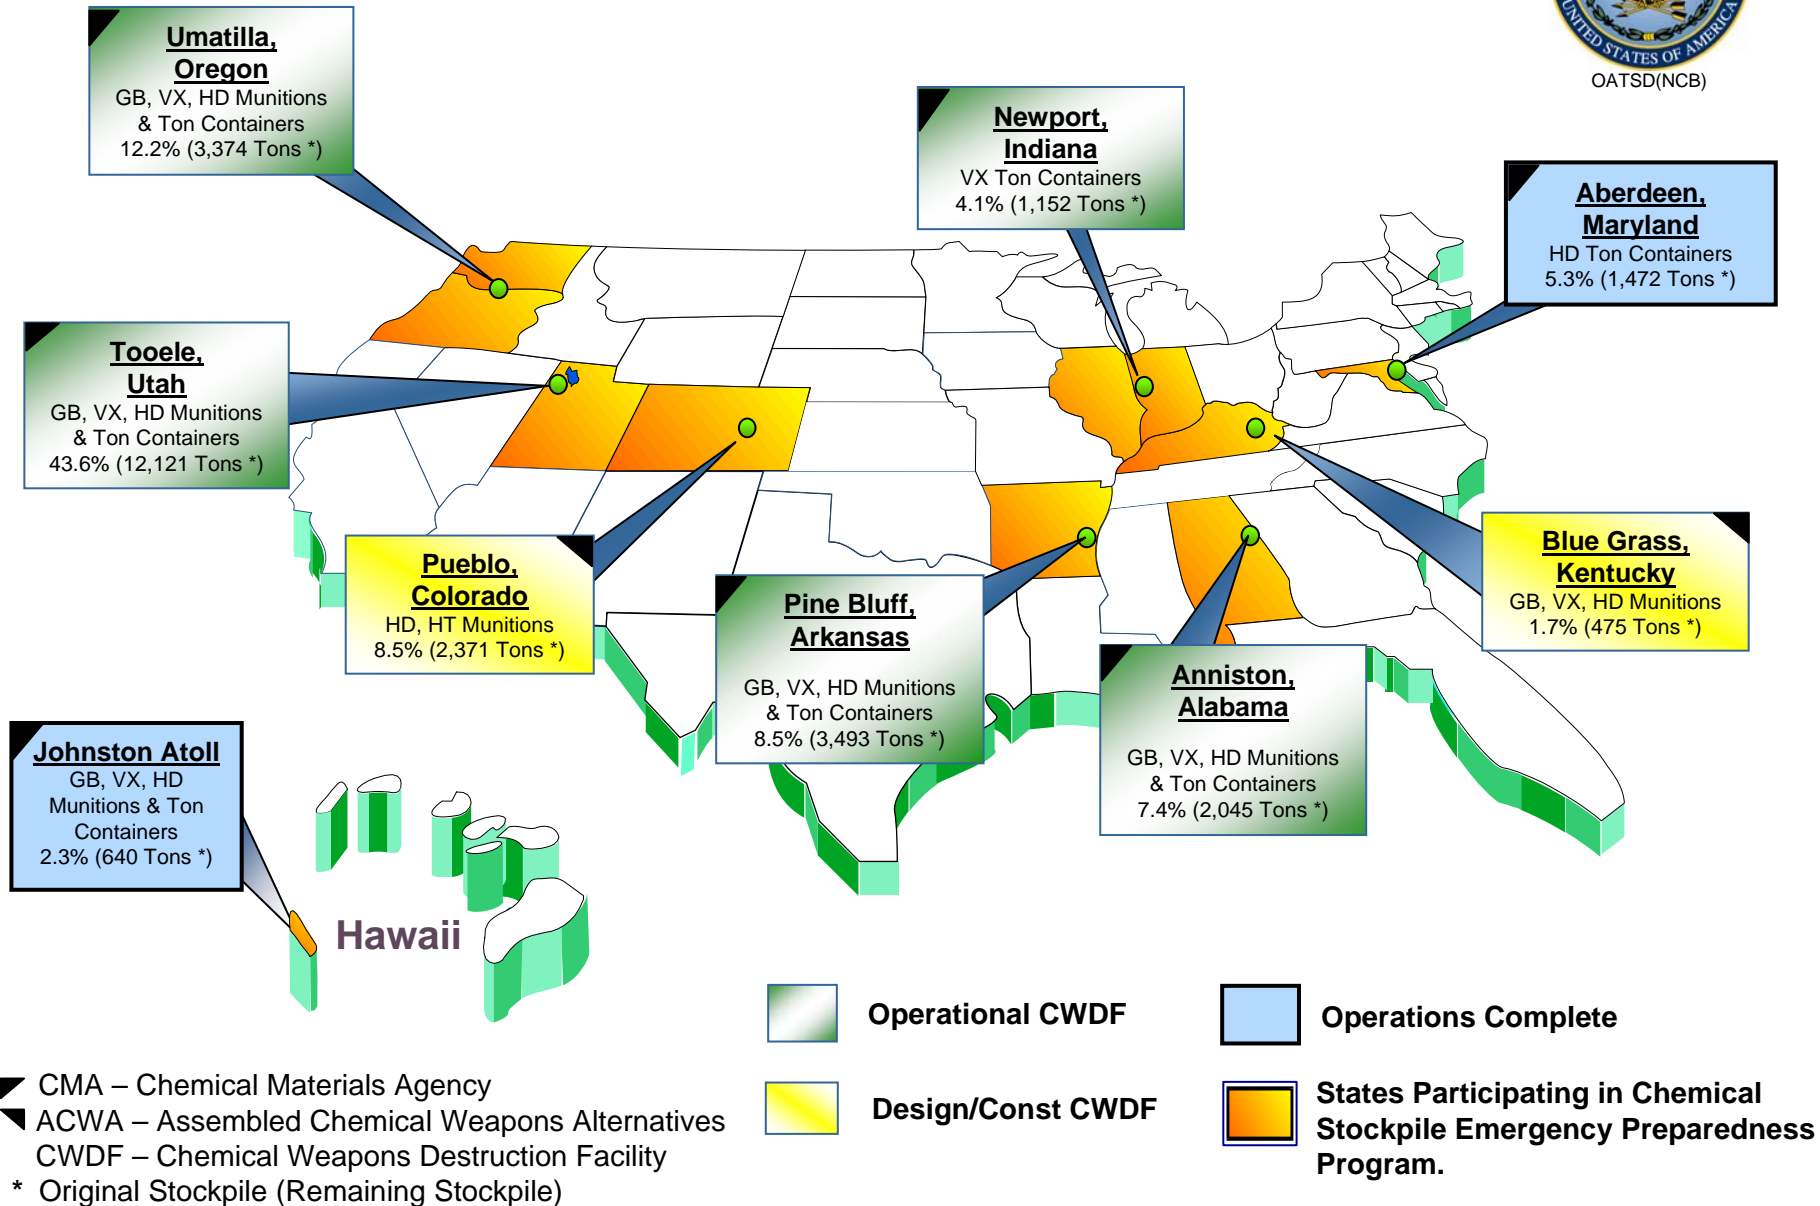 UNITED STATES OF AMERICA
OATSD(NCB)
Umatilla,
Oregon
GB, VX, HD Munitions
& Ton Containers
12.2% (3,374 Tons *)
Newport,
Indiana
VX Ton Containers
4.1% (1,152 Tons *)
Aberdeen,
Maryland
HD Ton Containers
5.3% (1,472 Tons *)
Tooele,
Utah
GB, VX, HD Munitions
& Ton Containers
43.6% (12,121 Tons *)
Pueblo,
Colorado
HD, HT Munitions
8.5% (2,371 Tons *)
Pine Bluff,
Arkansas
GB, VX, HD Munitions
& Ton Containers
8.5% (3,493 Tons *)
Anniston,
Alabama
GB, VX, HD Munitions
& Ton Containers
7.4% (2,045 Tons *)
Blue Grass,
Kentucky
GB, VX, HD Munitions
1.7% (475 Tons *)
Johnston Atoll
GB, VX, HD
Munitions & Ton
Containers
2.3% (640 Tons *)
Hawaii
Operational CWDF
Operations Complete
Design/Const CWDF
States Participating in Chemical
Stockpile Emergency Preparedness
Program.
CMA – Chemical Materials Agency
ACWA – Assembled Chemical Weapons Alternatives
CWDF – Chemical Weapons Destruction Facility
* Original Stockpile (Remaining Stockpile)